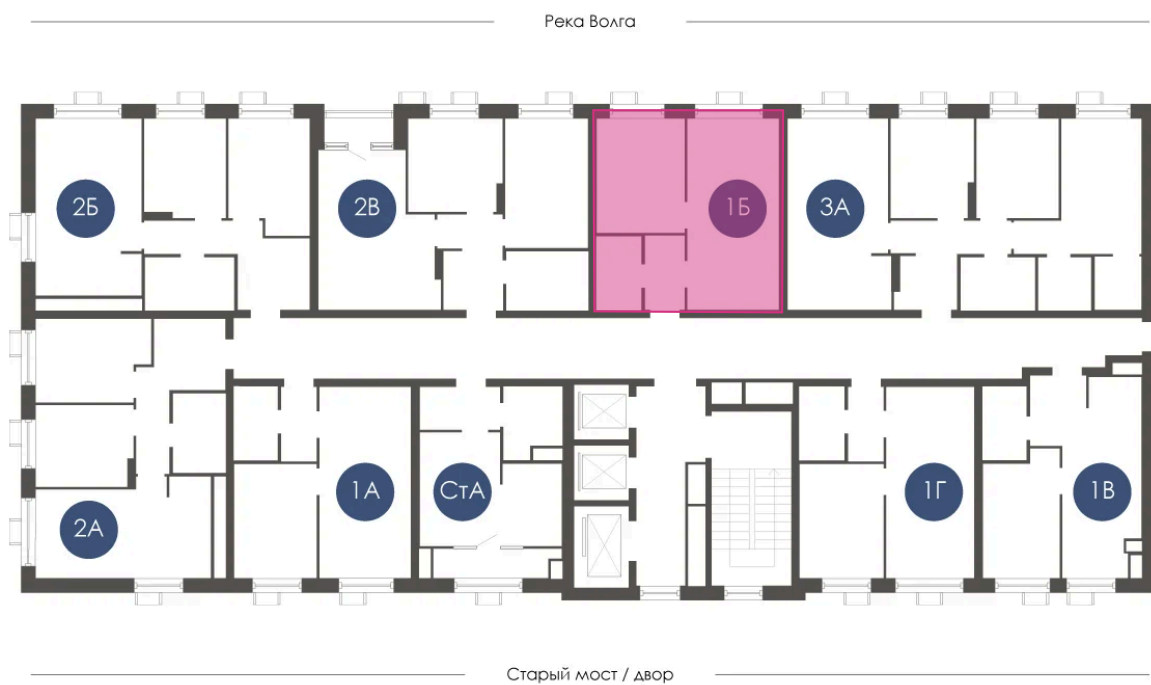 Река Волга
2Б
2В
1Б
3А
1А
СтА
1Г
1В
2А
Старый мост / двор